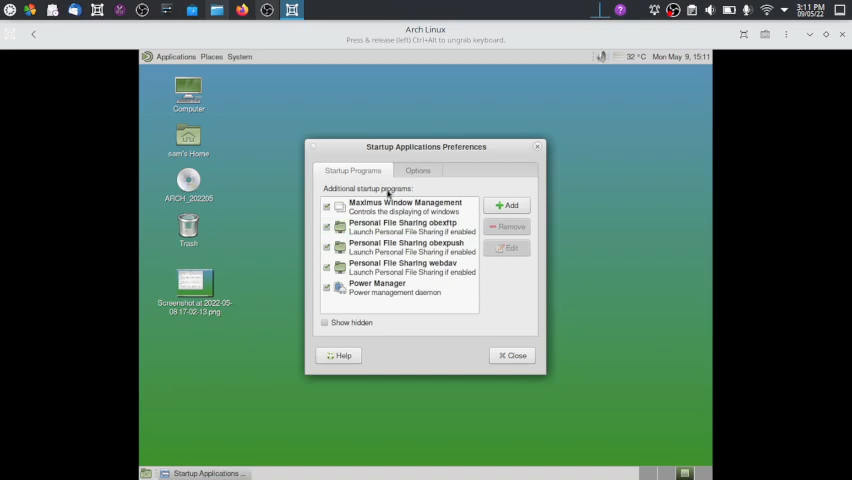 3:11 PM
09/05/22
Arch Linux
Press & release (left) Ctrl+Alt to ungrab keyboard.
Applications Places System
32 °C Mon May 9, 15:11
Computer
sam's Home
ARCH_202205
Trash
Screenshot at 2022-05-
08 17-02-13.png
Startup Applications Preferences
Startup Programs Options
Additional startup programs:
Maximus Window Management
Controls the displaying of windows
Personal File Sharing obexftp
Launch Personal File Sharing if enabled
Personal File Sharing obexpush
Launch Personal File Sharing if enabled
Personal File Sharing webdav
Launch Personal File Sharing if enabled
Power Manager
Power management daemon
Add
Remove
Edit
Show hidden
Help Close
Startup Applications ...